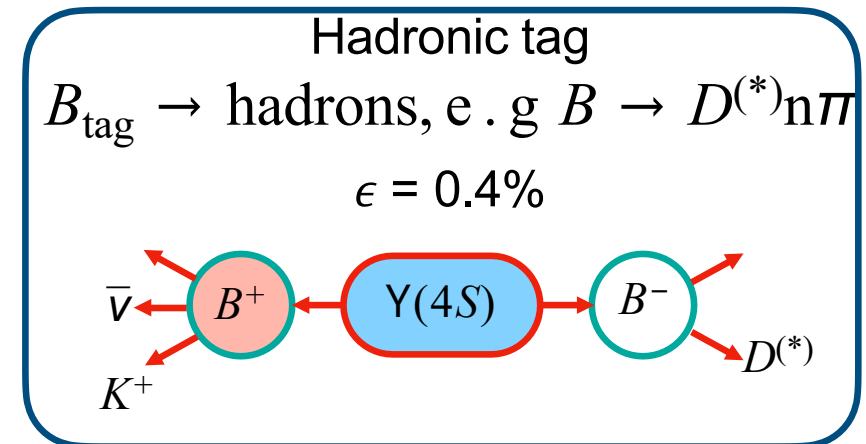 Hadronic tag
B_tag → hadrons, e . g B → D^(*)nπ
ϵ = 0.4%
ν̅ B⁺ Υ(4S) B⁻
D^(*)
K⁺